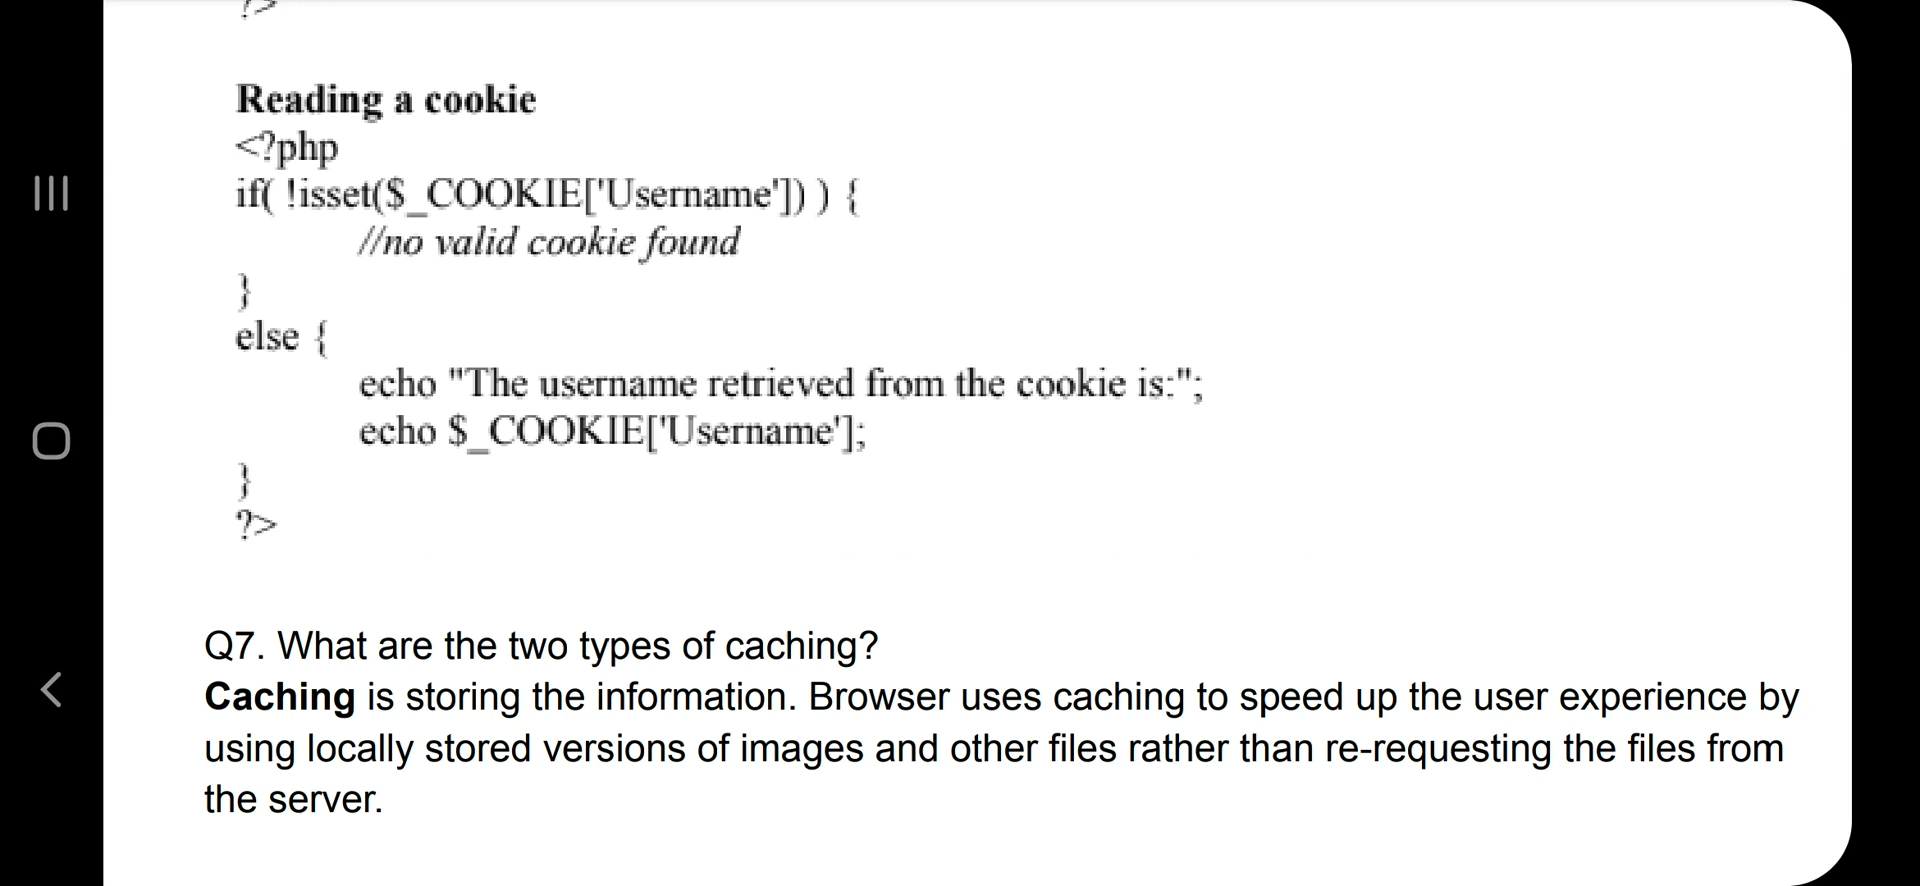 ?>
Reading a cookie
<?php
if( !isset($_COOKIE['Username']) ) {
//no valid cookie found
}
else {
echo "The username retrieved from the cookie is:";
echo $_COOKIE['Username'];
}
?>
Q7. What are the two types of caching?
Caching is storing the information. Browser uses caching to speed up the user experience by
using locally stored versions of images and other files rather than re-requesting the files from
the server.